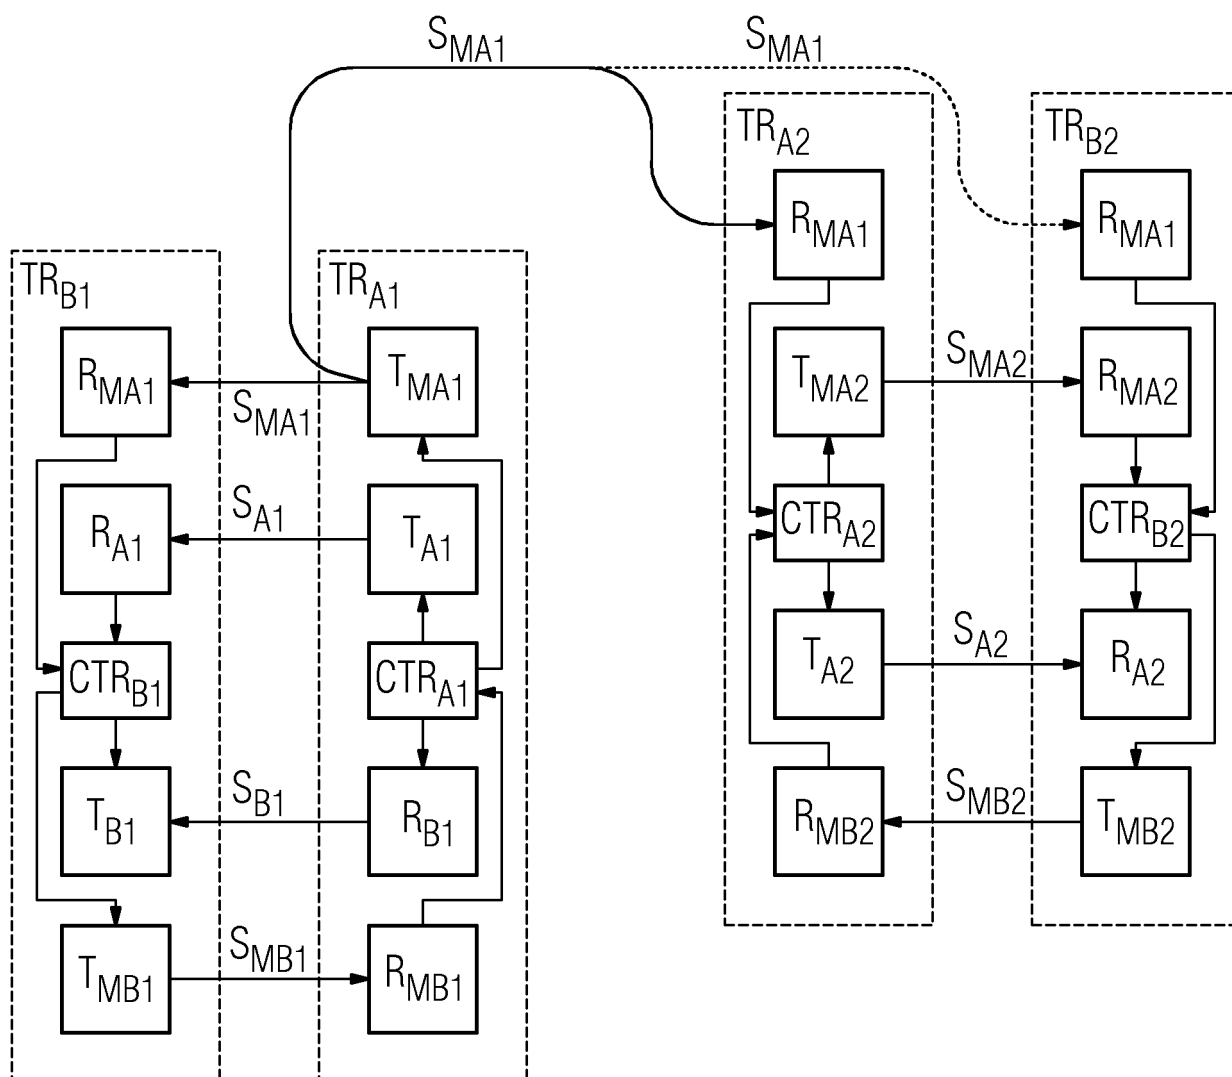 S_MA1 S_MA1
TR_A2 TR_B2
R_MA1 R_MA1
TR_B1 TR_A1
R_MA1 T_MA1 T_MA2 S_MA2 R_MA2
S_MA1
R_A1 S_A1 T_A1 CTR_A2 CTR_B2
CTR_B1 CTR_A1 T_A2 S_A2 R_A2
T_B1 S_B1 R_B1 R_MB2 S_MB2 T_MB2
T_MB1 S_MB1 R_MB1